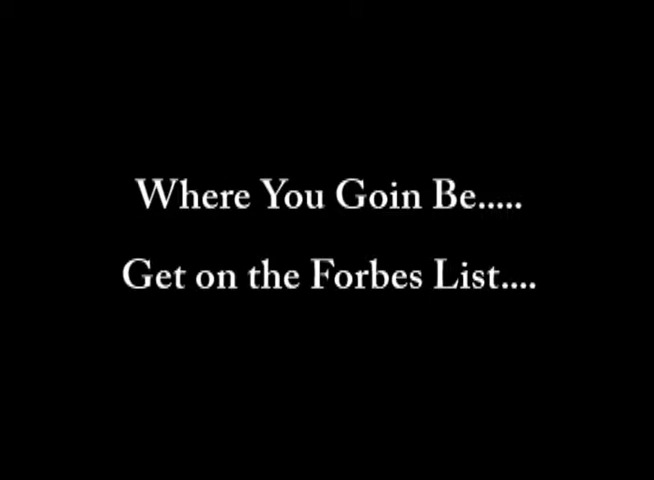 Where You Goin Be.....
Get on the Forbes List....